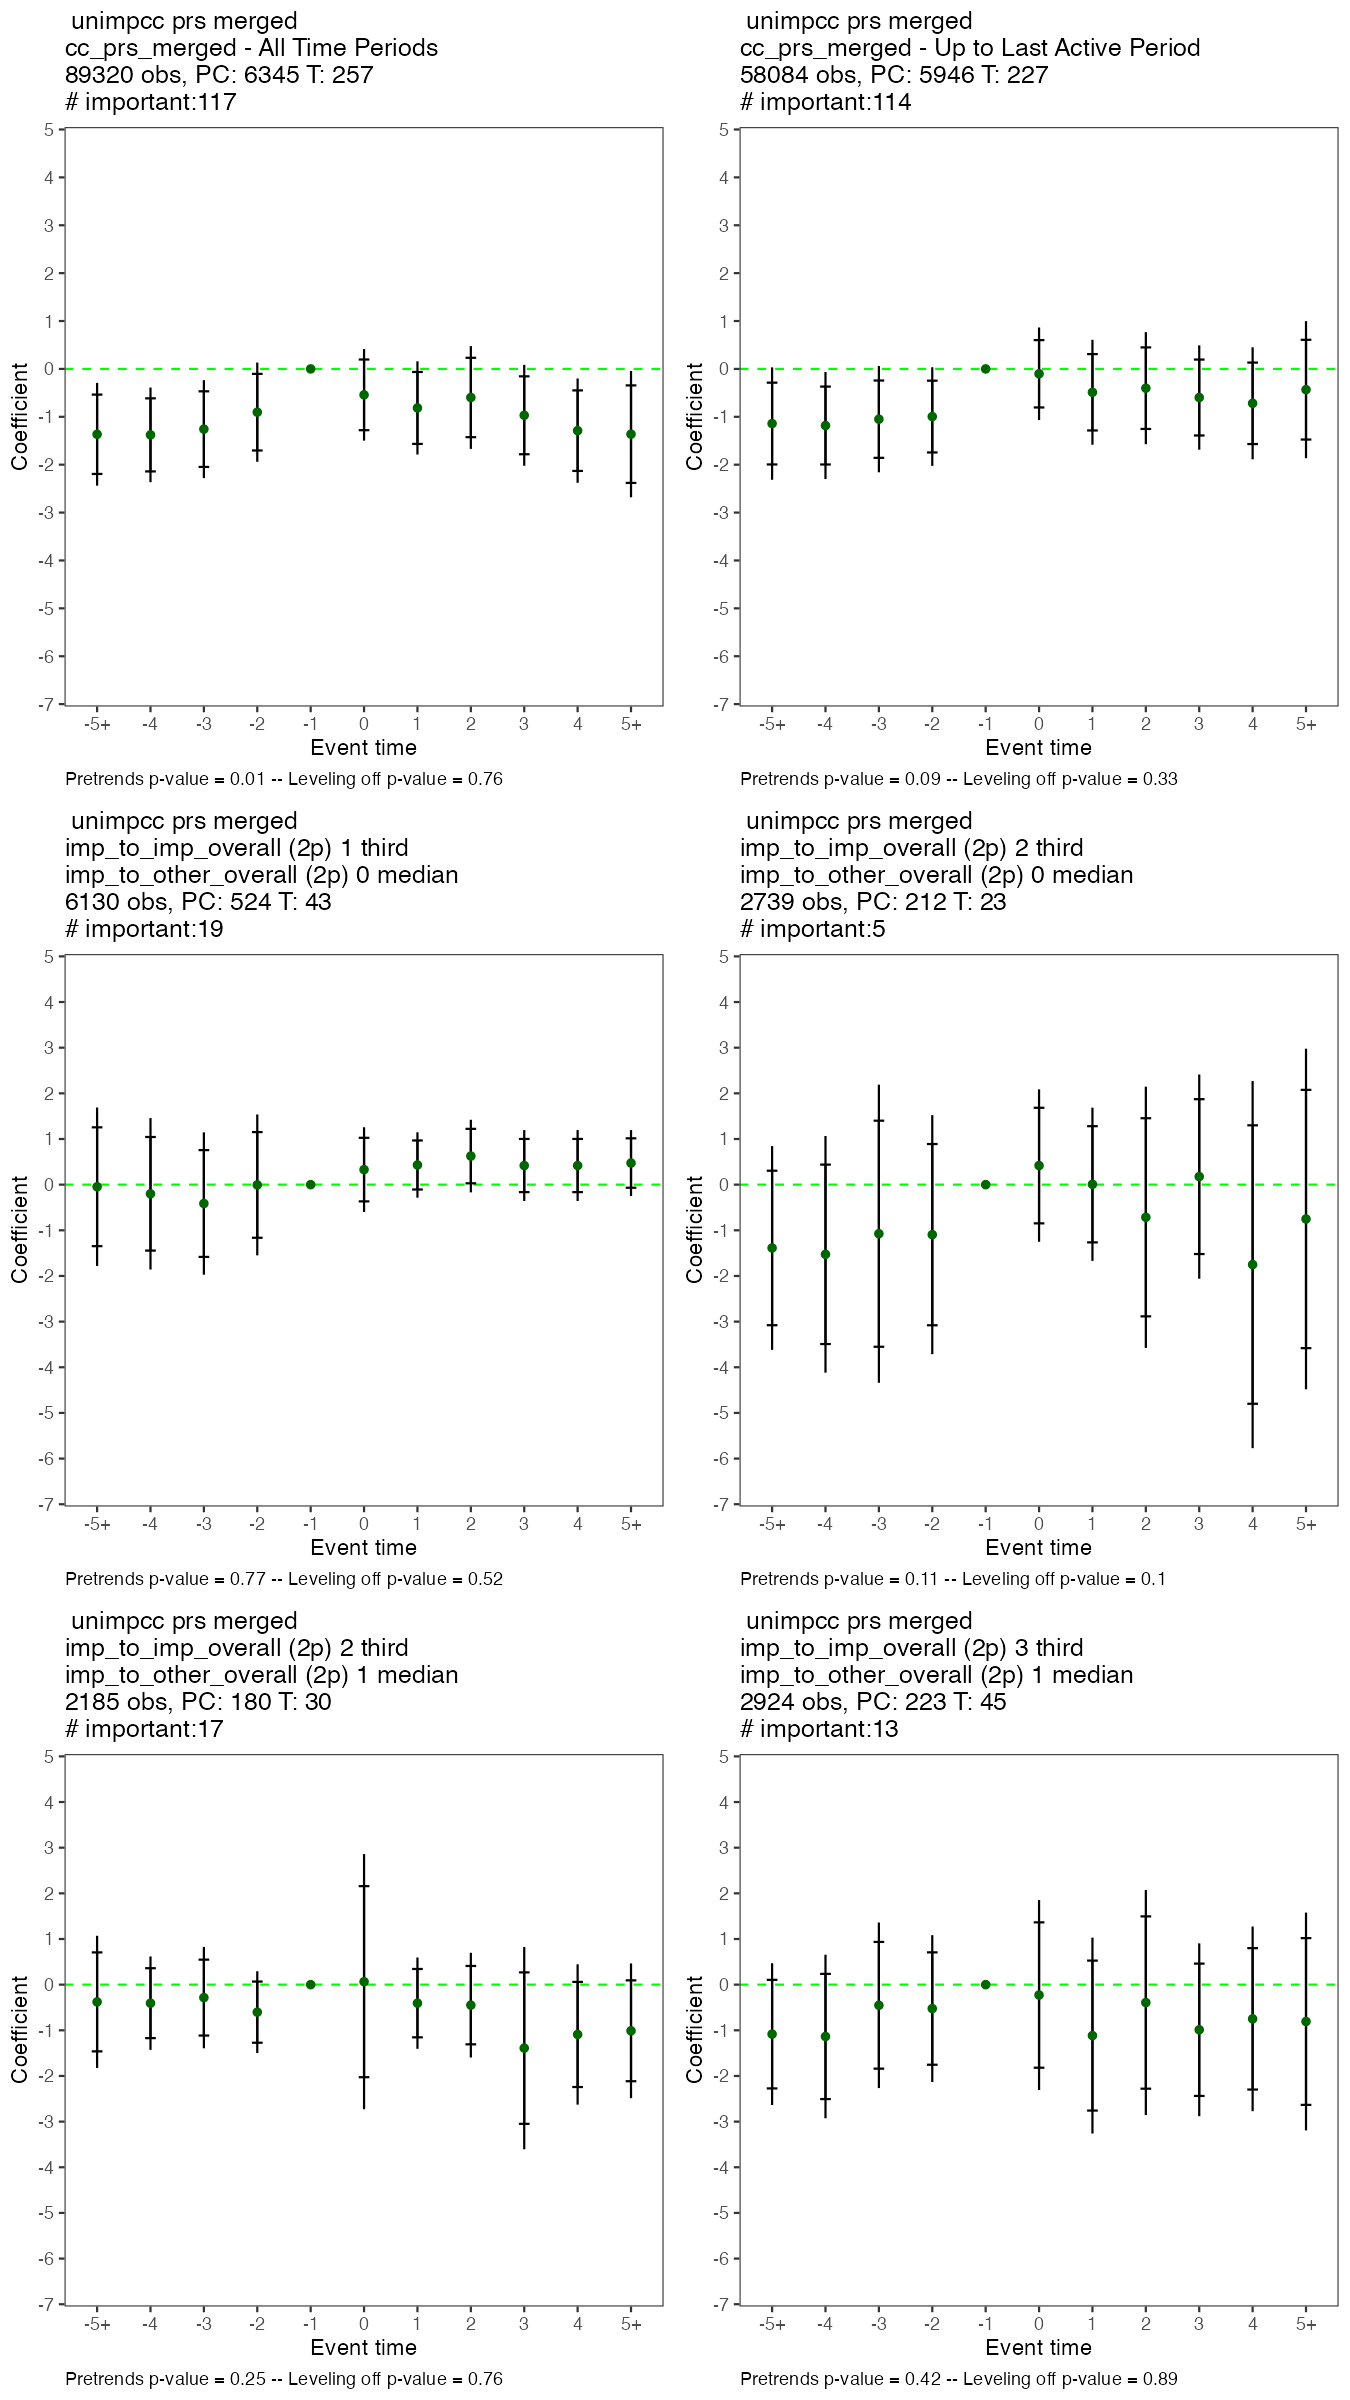 unimpcc prs merged
cc_prs_merged - All Time Periods
89320 obs, PC: 6345 T: 257
# important:117
5
4
3
2
1
0
-1
-2
-3
-4
-5
-6
-7
Coefficient
-5+ -4 -3 -2 -1 0 1 2 3 4 5+
Event time
Pretrends p-value = 0.01 -- Leveling off p-value = 0.76
unimpcc prs merged
cc_prs_merged - Up to Last Active Period
58084 obs, PC: 5946 T: 227
# important:114
5
4
3
2
1
0
-1
-2
-3
-4
-5
-6
-7
Coefficient
-5+ -4 -3 -2 -1 0 1 2 3 4 5+
Event time
Pretrends p-value = 0.09 -- Leveling off p-value = 0.33
unimpcc prs merged
imp_to_imp_overall (2p) 1 third
imp_to_other_overall (2p) 0 median
6130 obs, PC: 524 T: 43
# important:19
5
4
3
2
1
0
-1
-2
-3
-4
-5
-6
-7
Coefficient
-5+ -4 -3 -2 -1 0 1 2 3 4 5+
Event time
Pretrends p-value = 0.77 -- Leveling off p-value = 0.52
unimpcc prs merged
imp_to_imp_overall (2p) 2 third
imp_to_other_overall (2p) 0 median
2739 obs, PC: 212 T: 23
# important:5
5
4
3
2
1
0
-1
-2
-3
-4
-5
-6
-7
Coefficient
-5+ -4 -3 -2 -1 0 1 2 3 4 5+
Event time
Pretrends p-value = 0.11 -- Leveling off p-value = 0.1
unimpcc prs merged
imp_to_imp_overall (2p) 2 third
imp_to_other_overall (2p) 1 median
2185 obs, PC: 180 T: 30
# important:17
5
4
3
2
1
0
-1
-2
-3
-4
-5
-6
-7
Coefficient
-5+ -4 -3 -2 -1 0 1 2 3 4 5+
Event time
Pretrends p-value = 0.25 -- Leveling off p-value = 0.76
unimpcc prs merged
imp_to_imp_overall (2p) 3 third
imp_to_other_overall (2p) 1 median
2924 obs, PC: 223 T: 45
# important:13
5
4
3
2
1
0
-1
-2
-3
-4
-5
-6
-7
Coefficient
-5+ -4 -3 -2 -1 0 1 2 3 4 5+
Event time
Pretrends p-value = 0.42 -- Leveling off p-value = 0.89